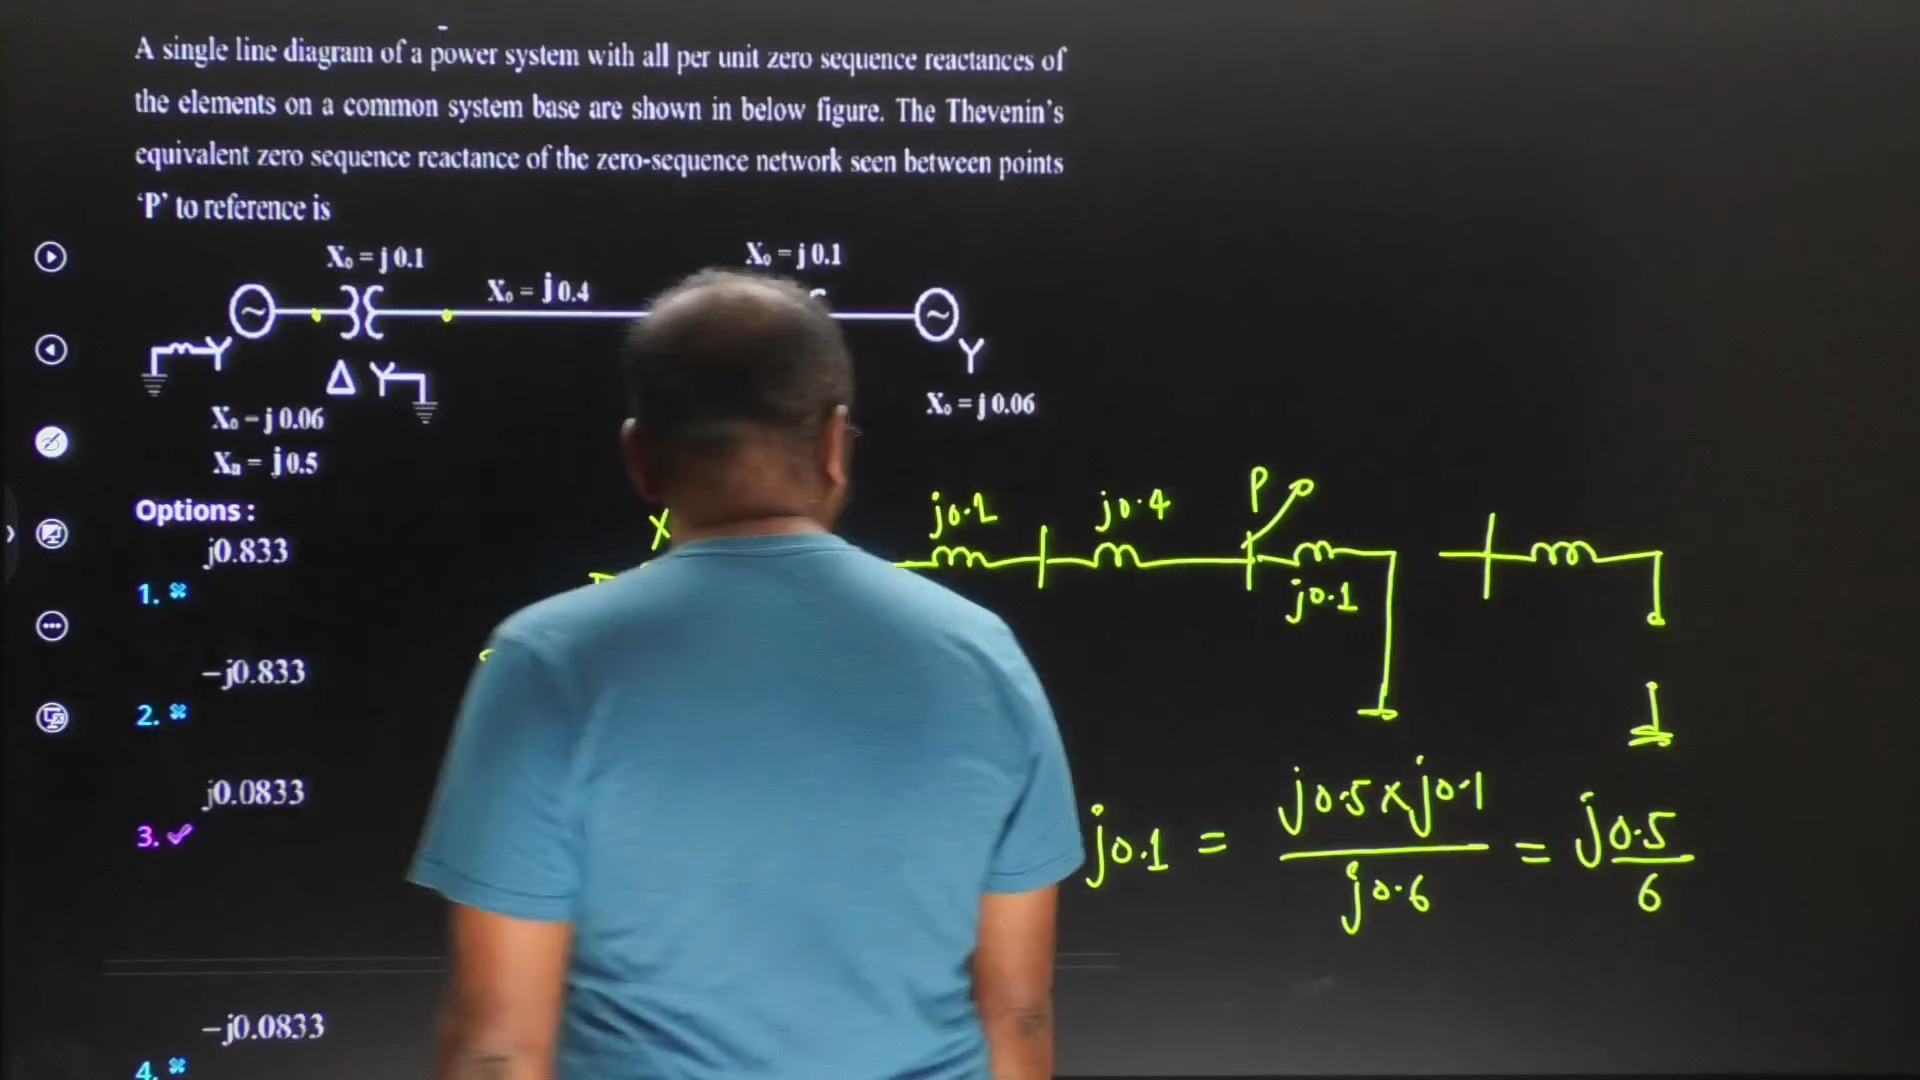 A single line diagram of a power system with all per unit zero sequence reactances of
the elements on a common system base are shown in below figure. The Thevenin's
equivalent zero sequence reactance of the zero-sequence network seen between points
'P' to reference is
X₀ = j 0.1
X₀ = j 0.1
X₀ = j 0.4
~
~
Y
Y
Δ Y
X₀ = j 0.06
X₀ – j 0.06
Xₙ = j 0.5
Options :
j0.833
1.
–j0.833
2.
j0.0833
3. ✓
–j0.0833
4.
X
j0.1
j0.4
P
j0.1
j0.1 = j0.5 x j0.1 / j0.6 = j 0.5 / 6